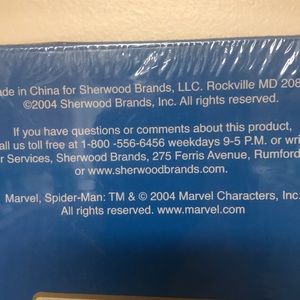 ade in China for Sherwood Brands, LLC. Rockville MD 208
©2004 Sherwood Brands, Inc. All rights reserved.
If you have questions or comments about this product,
all us toll free at 1-800 -556-6456 weekdays 9-5 P.M. or wri
r Services, Sherwood Brands, 275 Ferris Avenue, Rumford
or www.sherwoodbrands.com.
Marvel, Spider-Man: TM & © 2004 Marvel Characters, Inc.
All rights reserved. www.marvel.com